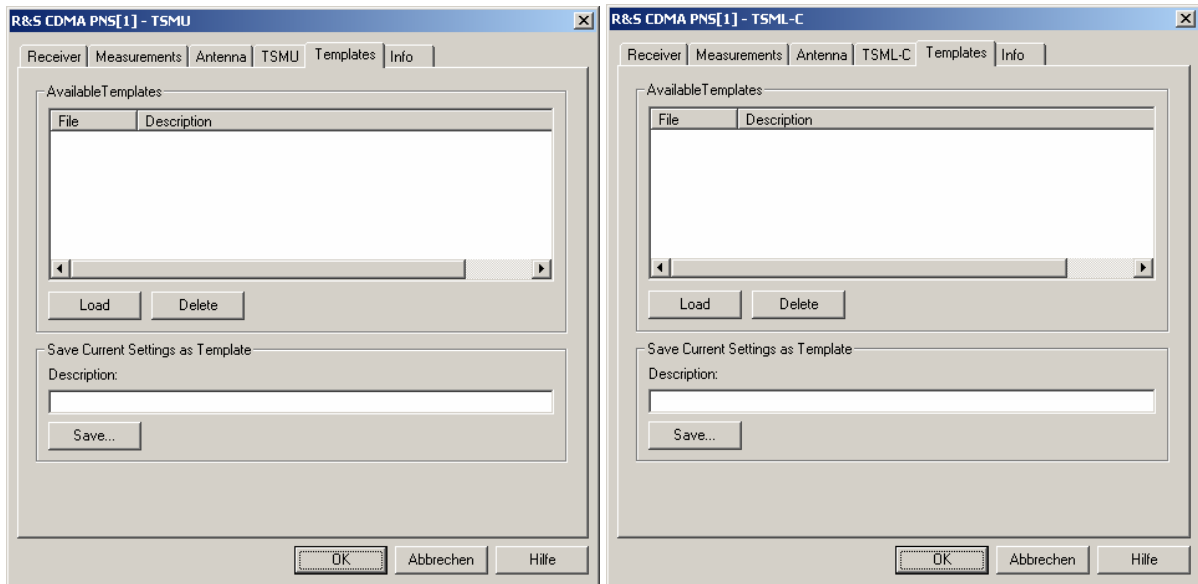 R&S CDMA PNS[1] - TSMU
Receiver Measurements Antenna TSMU Templates Info
AvailableTemplates
File Description
Load Delete
Save Current Settings as Template
Description:
Save...
OK Abbrechen Hilfe
R&S CDMA PNS[1] - TSML-C
Receiver Measurements Antenna TSML-C Templates Info
AvailableTemplates
File Description
Load Delete
Save Current Settings as Template
Description:
Save...
OK Abbrechen Hilfe